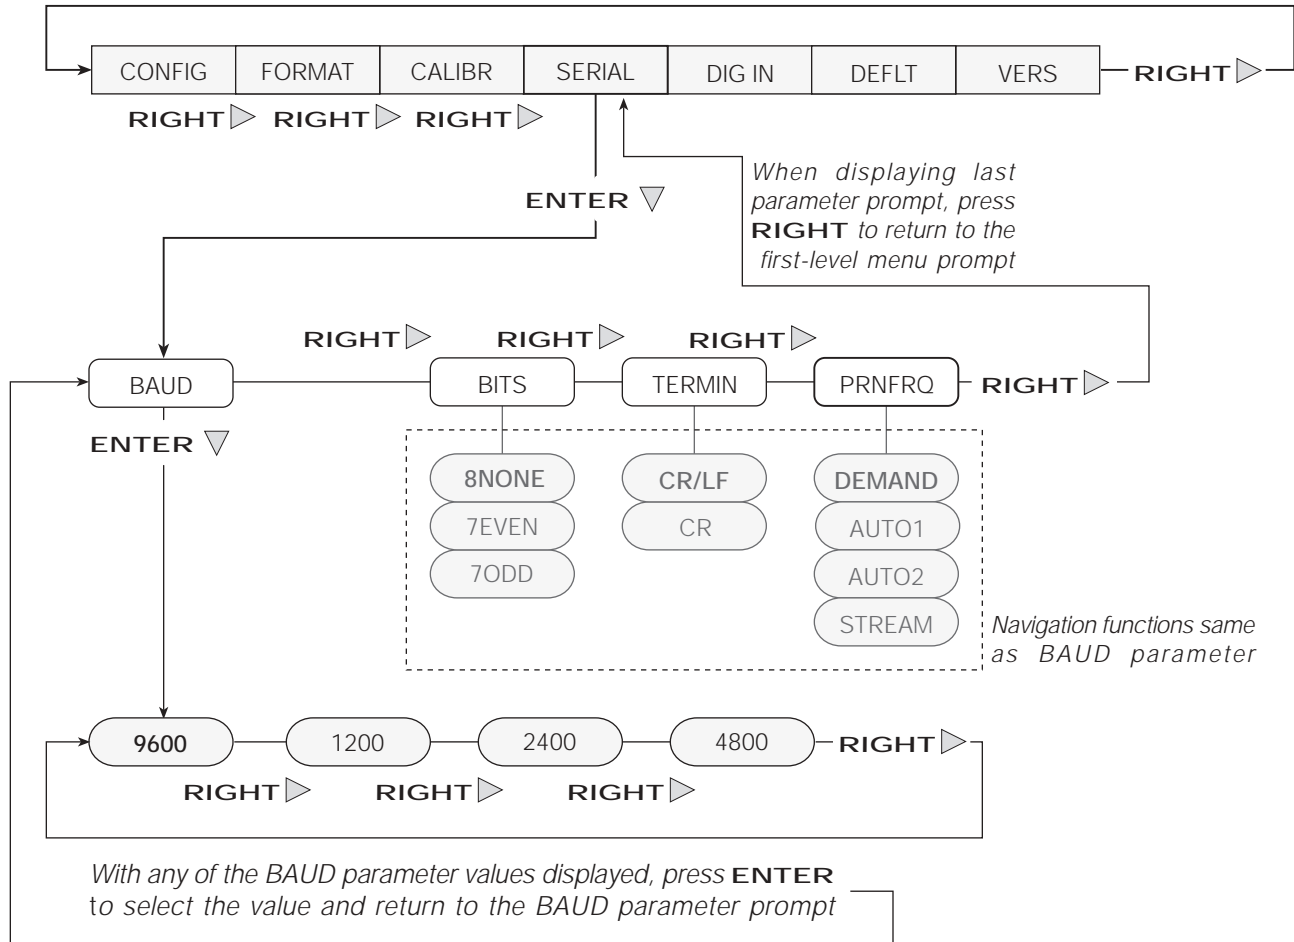 CONFIG FORMAT CALIBR SERIAL DIG IN DEFLT VERS RIGHT
RIGHT RIGHT RIGHT
When displaying last
parameter prompt, press
RIGHT to return to the
first-level menu prompt
ENTER
RIGHT RIGHT RIGHT
BAUD BITS TERMIN PRNFRQ RIGHT
ENTER
8NONE CR/LF DEMAND
7EVEN CR AUTO1
7ODD AUTO2
STREAM
Navigation functions same
as BAUD parameter
9600 1200 2400 4800 RIGHT
RIGHT RIGHT RIGHT
With any of the BAUD parameter values displayed, press ENTER
to select the value and return to the BAUD parameter prompt